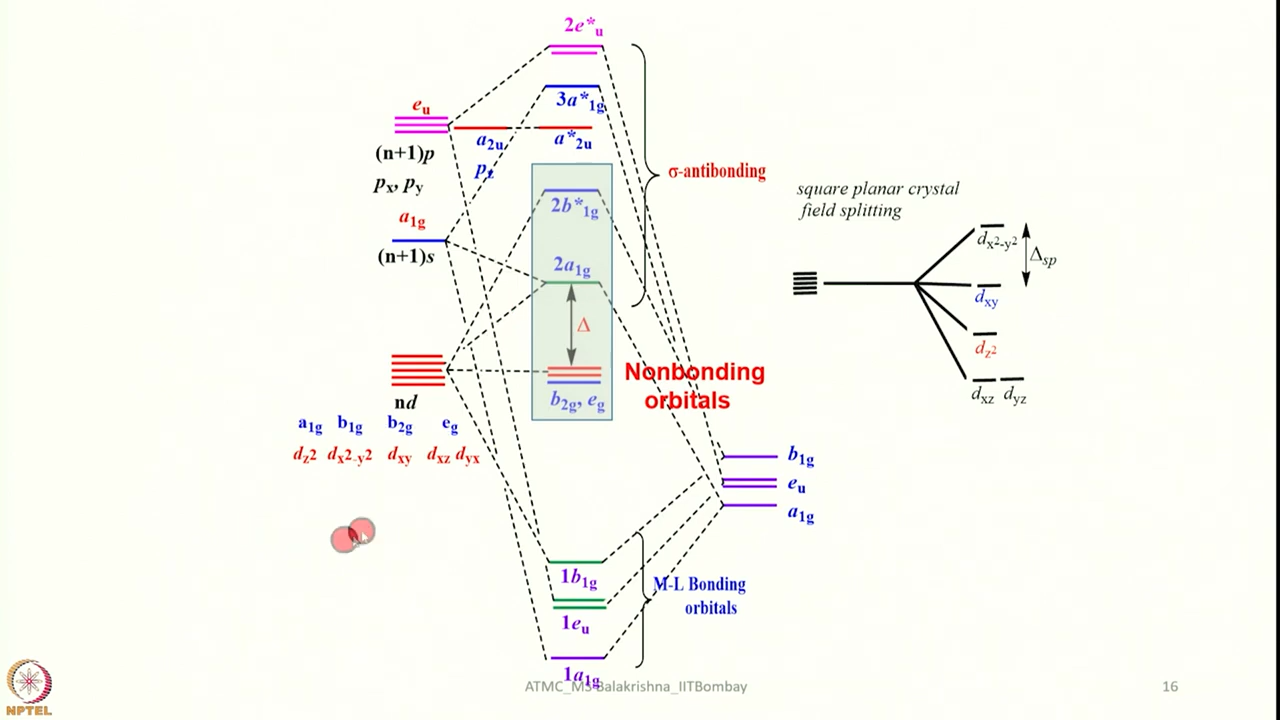 2e*u
3a*1g
eu
a2u
a*2u
(n+1)p
pz
px, py
a1g
(n+1)s
2b*1g
2a1g
Δ
σ-antibonding
square planar crystal
field splitting
dx2-y2
Δsp
dxy
dz2
dxz dyz
Nonbonding
orbitals
b2g, eg
nd
a1g b1g b2g eg
dz2 dx2-y2 dxy dxz dyx
b1g
eu
a1g
1b1g
1eu
1a1g
M-L Bonding
orbitals
ATMC_MS Balakrishna_IITBombay
16
NPTEL